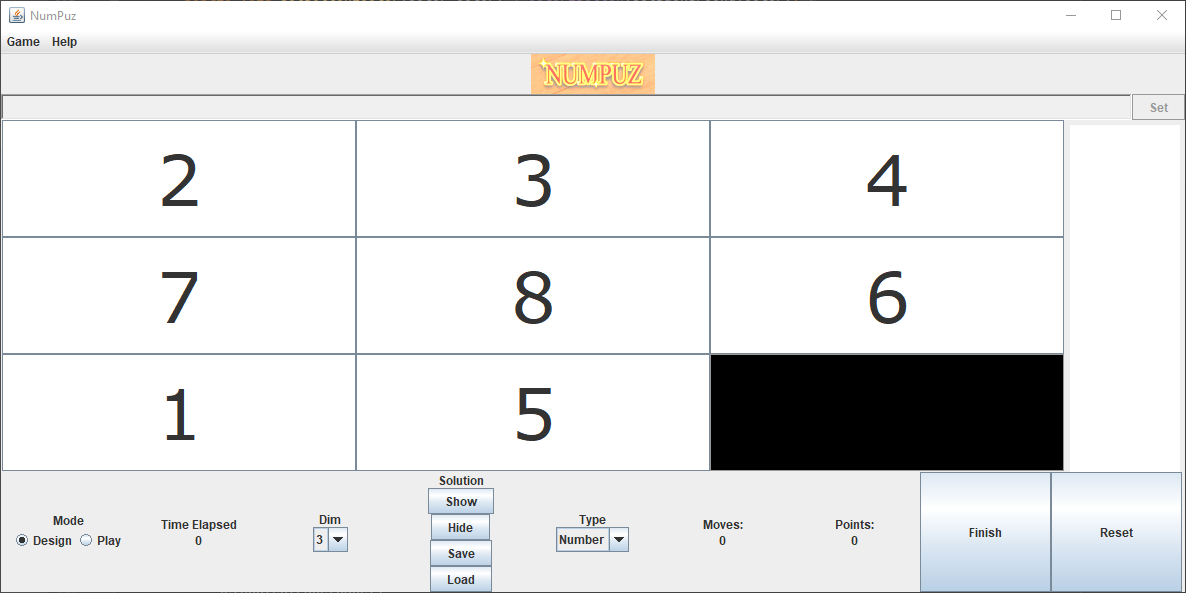 NumPuz
Game Help
NUMPUZ
Set
2 3 4
7 8 6
1 5
Solution
Show
Hide
Save
Load
Mode
Design Play
Time Elapsed
0
Dim
3
Type
Number
Moves:
0
Points:
0
Finish
Reset